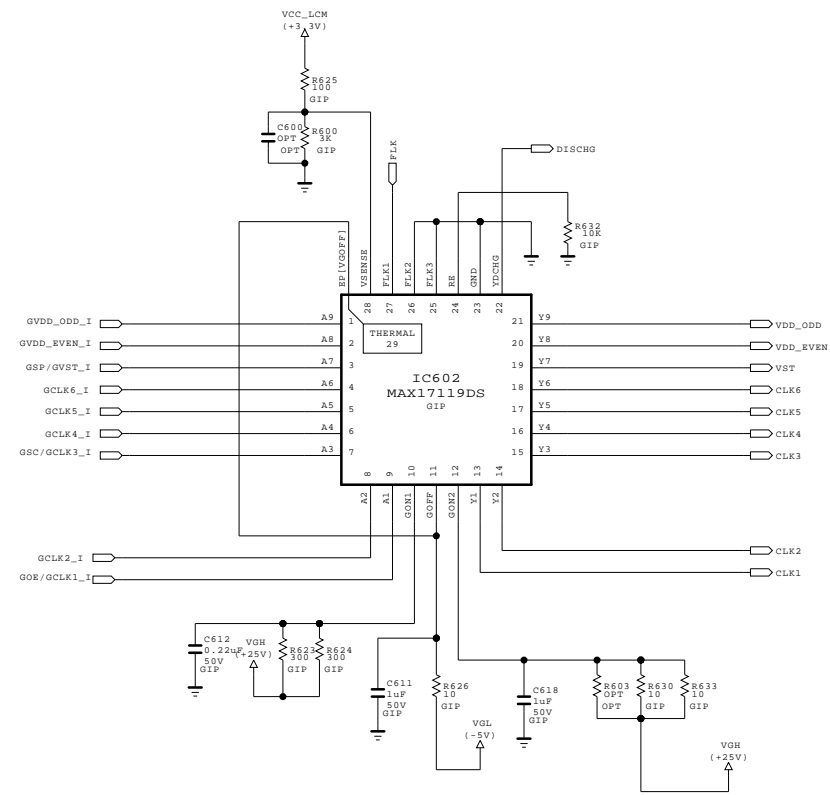 VCC_LCM
(+3.3V)
R625
100
GIP
C600
OPT
OPT
R600
3K
GIP
FLK
DISCHG
R632
10K
GIP
EP[VGOFF]
VSENSE
FLK1
FLK2
FLK3
RE
GND
YDCHG
28
27
26
25
24
23
22
GVDD_ODD_I
A9
1
THERMAL
29
21
Y9
VDD_ODD
GVDD_EVEN_I
A8
2
20
Y8
VDD_EVEN
GSP/GVST_I
A7
3
19
Y7
VST
GCLK6_I
A6
4
IC602
MAX17119DS
GIP
18
Y6
CLK6
GCLK5_I
A5
5
17
Y5
CLK5
GCLK4_I
A4
6
16
Y4
CLK4
GSC/GCLK3_I
A3
7
15
Y3
CLK3
8
9
10
11
12
13
14
A2
A1
GON1
GOFF
GON2
Y1
Y2
GCLK2_I
CLK2
GOE/GCLK1_I
CLK1
C612
0.22uF
50V
GIP
VGH
(+25V)
R623
300
GIP
R624
300
GIP
C611
1uF
50V
GIP
R626
10
GIP
VGL
(-5V)
C618
1uF
50V
GIP
R603
OPT
OPT
R630
10
GIP
R633
10
GIP
VGH
(+25V)